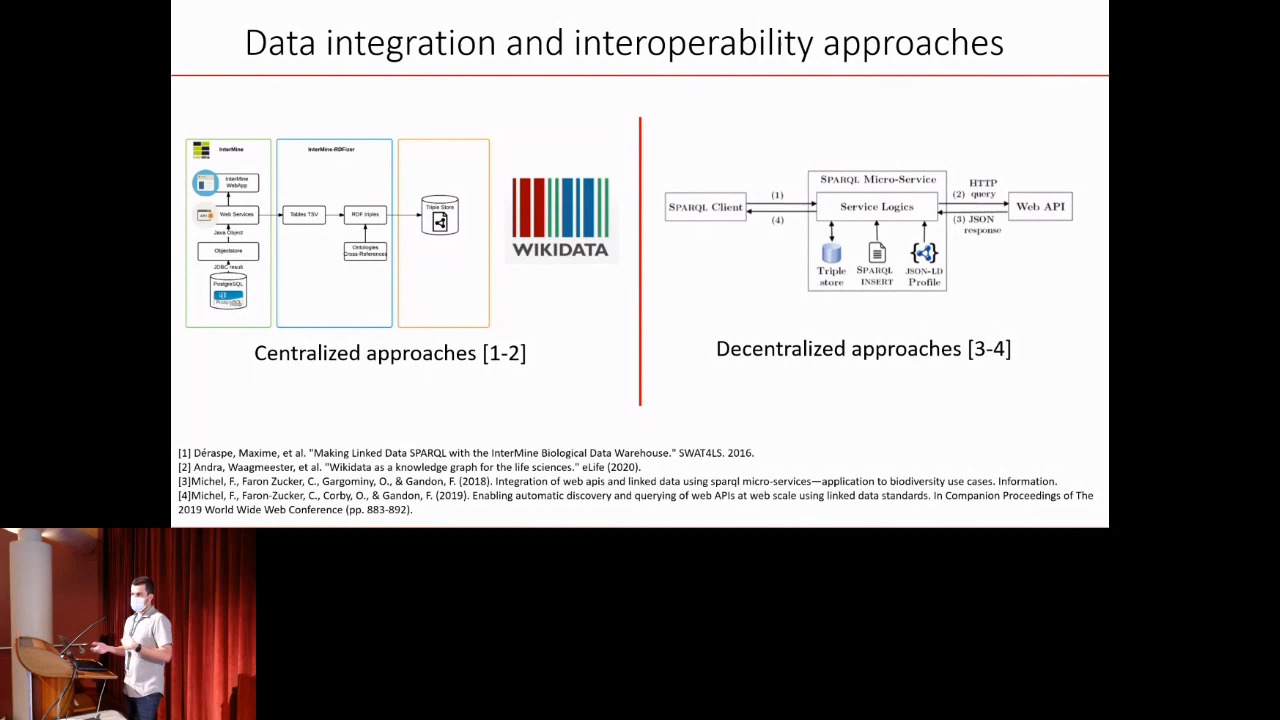 Data integration and interoperability approaches
InterMine
InterMine-RDFizer
InterMine
WebApp
API
Web Services
Tables TSV
RDF triples
Triple Store
Java Object
Objectstore
Ontologies
Cross-References
JDBC result
PostgreSQL
WIKIDATA
Centralized approaches [1-2]
SPARQL Micro-Service
SPARQL Client
(1)
(4)
Service Logics
HTTP
(2) query
(3) JSON
response
Web API
Triple
store
SPARQL
INSERT
JSON-LD
Profile
Decentralized approaches [3-4]
[1] Déraspe, Maxime, et al. "Making Linked Data SPARQL with the InterMine Biological Data Warehouse." SWAT4LS. 2016.
[2] Andra, Waagmeester, et al. "Wikidata as a knowledge graph for the life sciences." eLife (2020).
[3]Michel, F., Faron Zucker, C., Gargominy, O., & Gandon, F. (2018). Integration of web apis and linked data using sparql micro-services—application to biodiversity use cases. Information.
[4]Michel, F., Faron-Zucker, C., Corby, O., & Gandon, F. (2019). Enabling automatic discovery and querying of web APIs at web scale using linked data standards. In Companion Proceedings of The
2019 World Wide Web Conference (pp. 883-892).